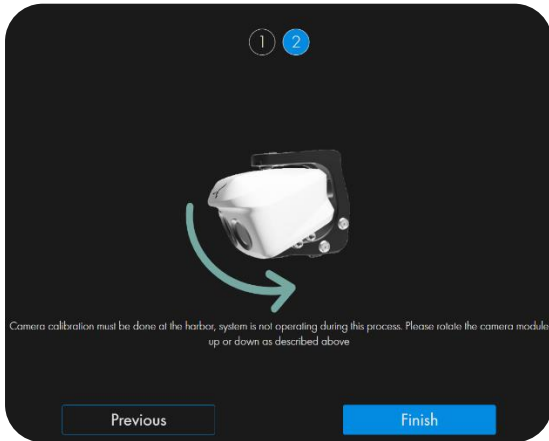 1 2
Camera calibration must be done at the harbor, system is not operating during this process. Please rotate the camera module
up or down as described above
Previous Finish